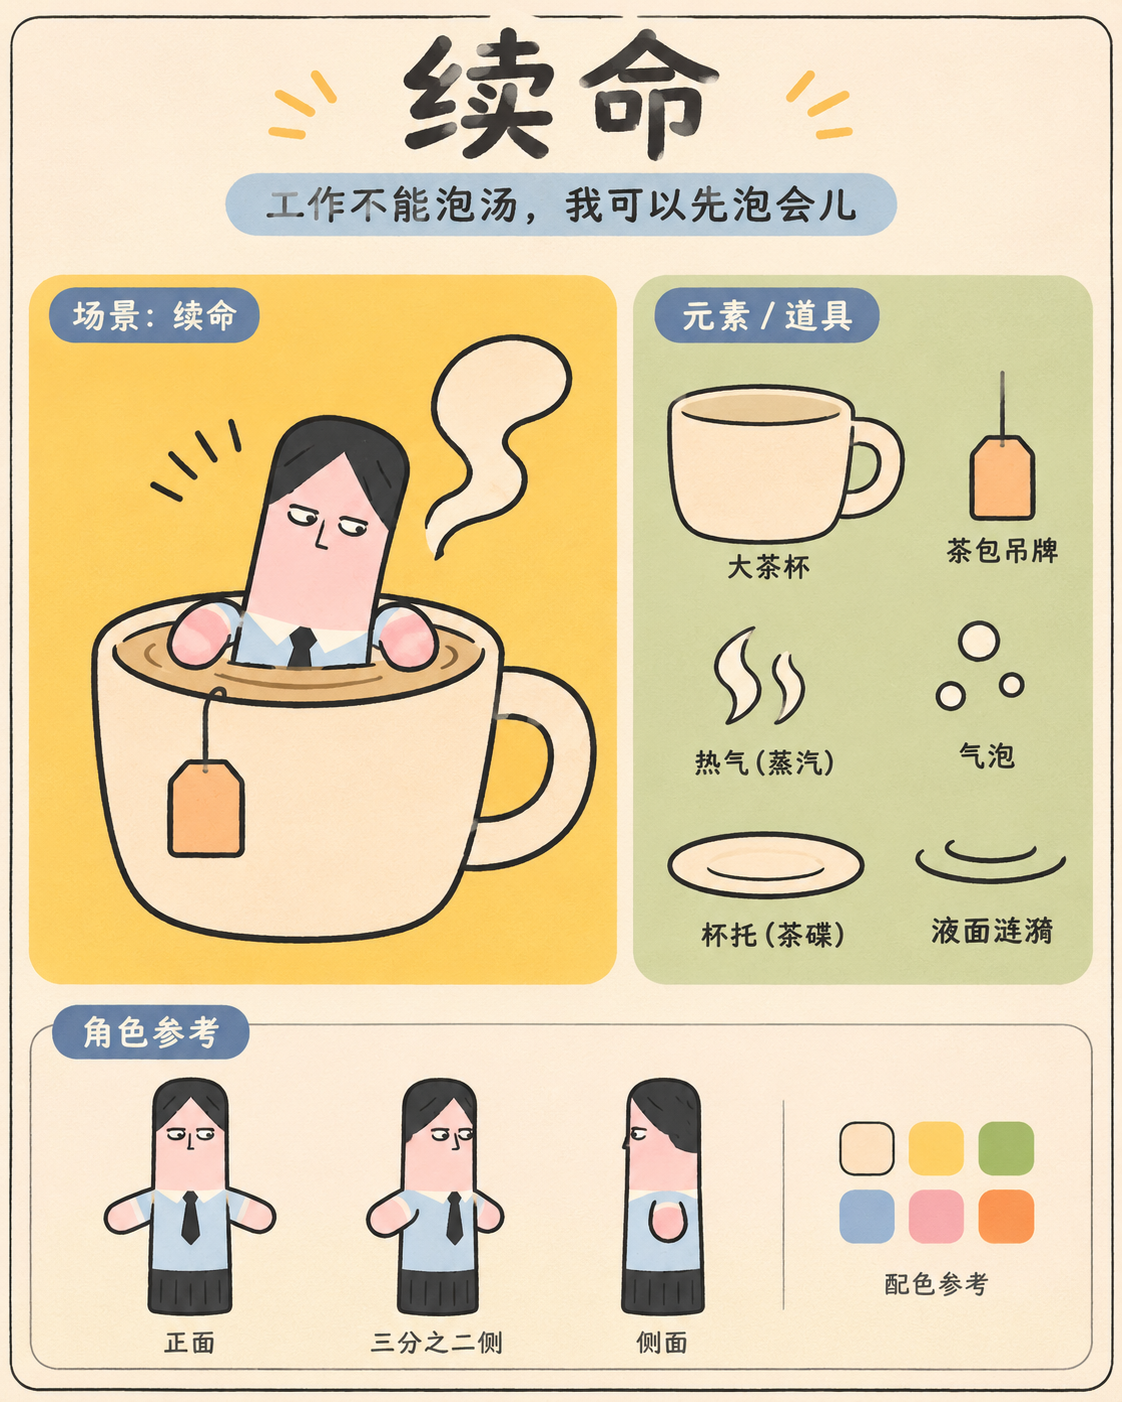 续命
工作不能泡汤，我可以先泡会儿
场景：续命
元素 / 道具
大茶杯
茶包吊牌
热气(蒸汽)
气泡
杯托(茶碟)
液面涟漪
角色参考
正面
三分之二侧
侧面
配色参考